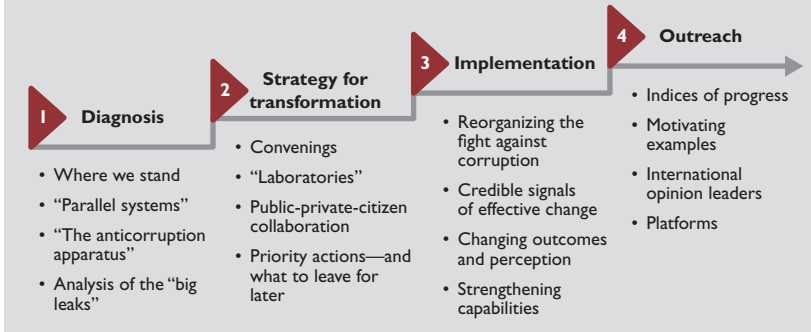 1 Diagnosis
• Where we stand
• “Parallel systems”
• “The anticorruption
apparatus”
• Analysis of the “big
leaks”
2 Strategy for
transformation
• Convenings
• “Laboratories”
• Public-private-citizen
collaboration
• Priority actions—and
what to leave for
later
3 Implementation
• Reorganizing the
fight against
corruption
• Credible signals
of effective change
• Changing outcomes
and perception
• Strengthening
capabilities
4 Outreach
• Indices of progress
• Motivating
examples
• International
opinion leaders
• Platforms